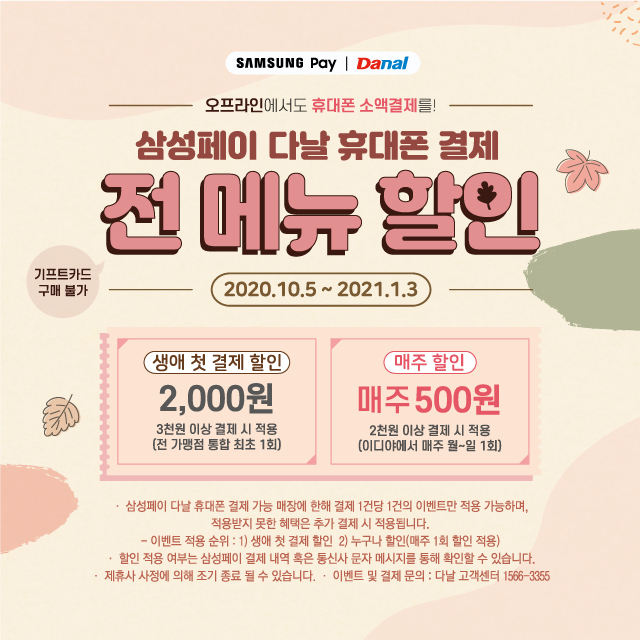 SAMSUNG Pay | Danal
오프라인에서도 휴대폰 소액결제를!
삼성페이 다날 휴대폰 결제
전 메뉴 할인
기프트카드
구매 불가
2020.10.5 ~ 2021.1.3
생애 첫 결제 할인
2,000원
3천원 이상 결제 시 적용
(전 가맹점 통합 최초 1회)
매주 할인
매주 500원
2천원 이상 결제 시 적용
(이디야에서 매주 월~일 1회)
· 삼성페이 다날 휴대폰 결제 가능 매장에 한해 결제 1건당 1건의 이벤트만 적용 가능하며,
적용받지 못한 혜택은 추가 결제 시 적용됩니다.
- 이벤트 적용 순위 : 1) 생애 첫 결제 할인 2) 누구나 할인(매주 1회 할인 적용)
· 할인 적용 여부는 삼성페이 결제 내역 혹은 통신사 문자 메시지를 통해 확인할 수 있습니다.
· 제휴사 사정에 의해 조기 종료 될 수 있습니다. · 이벤트 및 결제 문의 : 다날 고객센터 1566-3355